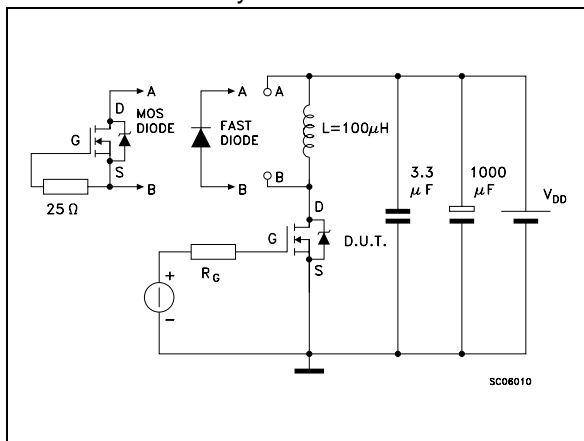 A
A
A
D
MOS
DIODE
FAST
DIODE
G
L=100μH
S
B
B
B
25 Ω
3.3
μF
1000
μF
VDD
D
G
D.U.T.
S
RG
+
−
SC06010